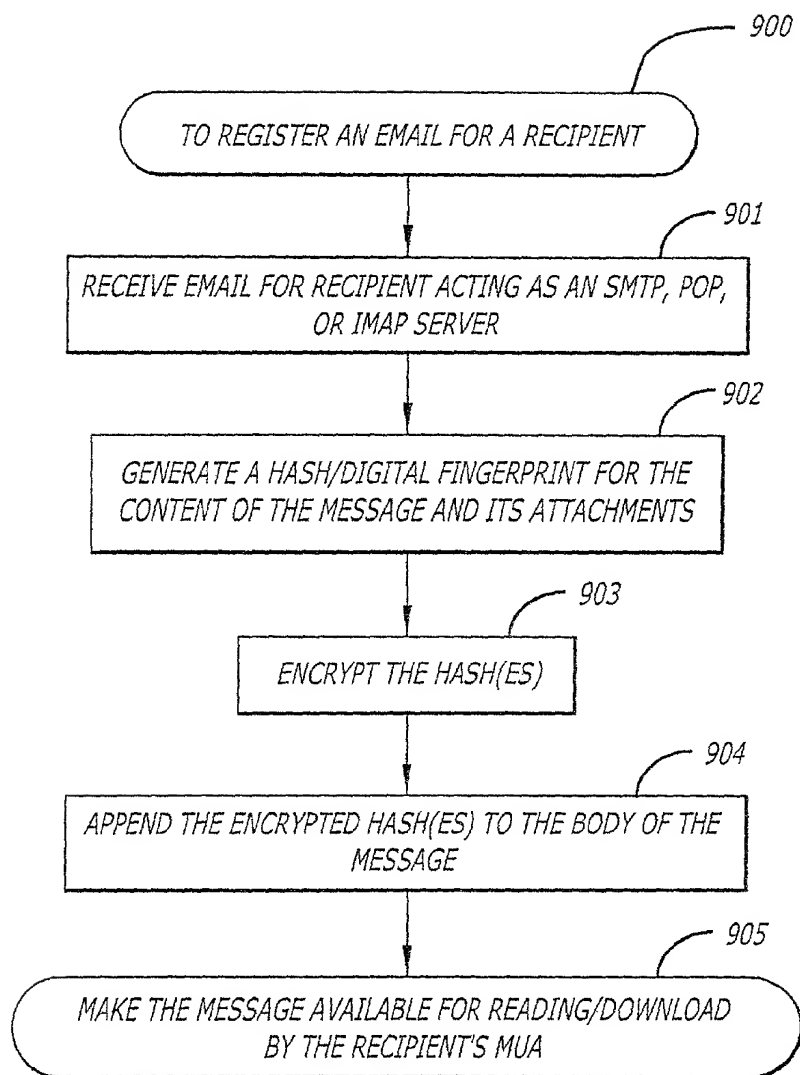 900
TO REGISTER AN EMAIL FOR A RECIPIENT
901
RECEIVE EMAIL FOR RECIPIENT ACTING AS AN SMTP, POP,
OR IMAP SERVER
902
GENERATE A HASH/DIGITAL FINGERPRINT FOR THE
CONTENT OF THE MESSAGE AND ITS ATTACHMENTS
903
ENCRYPT THE HASH(ES)
904
APPEND THE ENCRYPTED HASH(ES) TO THE BODY OF THE
MESSAGE
905
MAKE THE MESSAGE AVAILABLE FOR READING/DOWNLOAD
BY THE RECIPIENT'S MUA